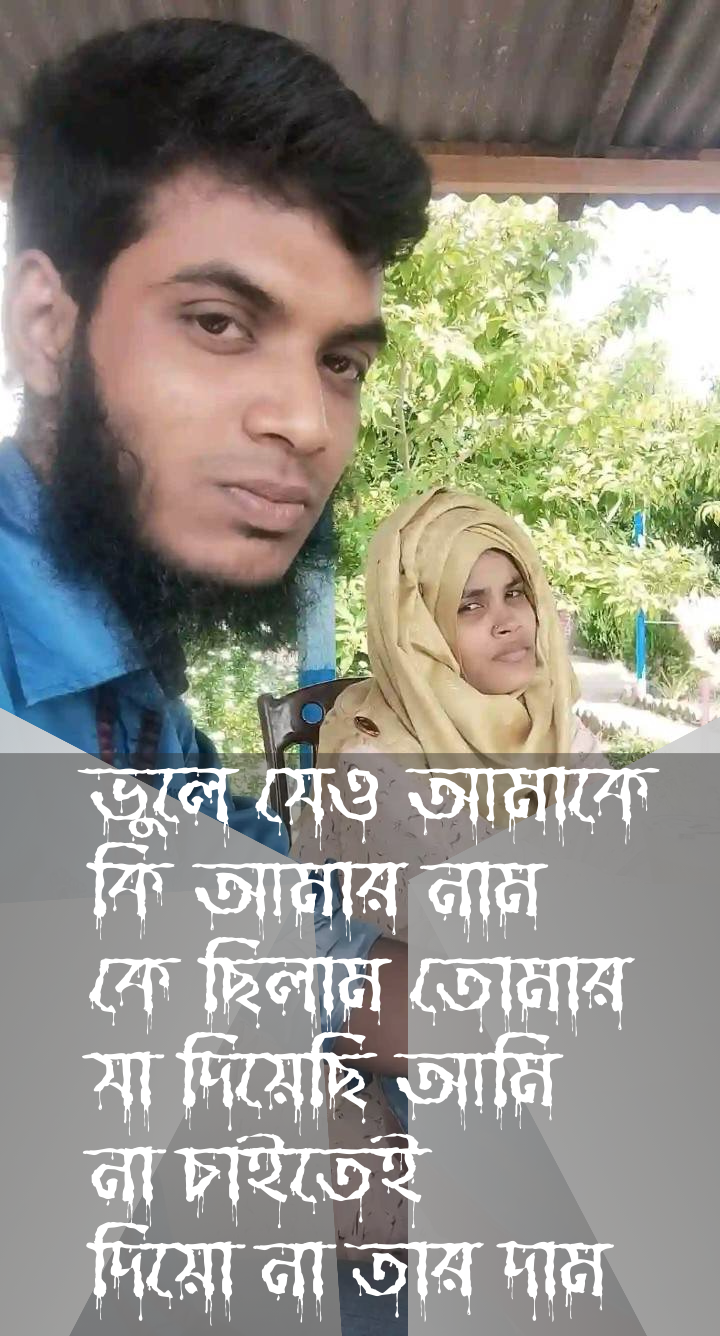 ভুলে যেও আমাকে
কি আমার নাম
কে ছিলাম তোমার
যা দিয়েছি আমি
না চাইতেই
দিয়ো না তার দাম